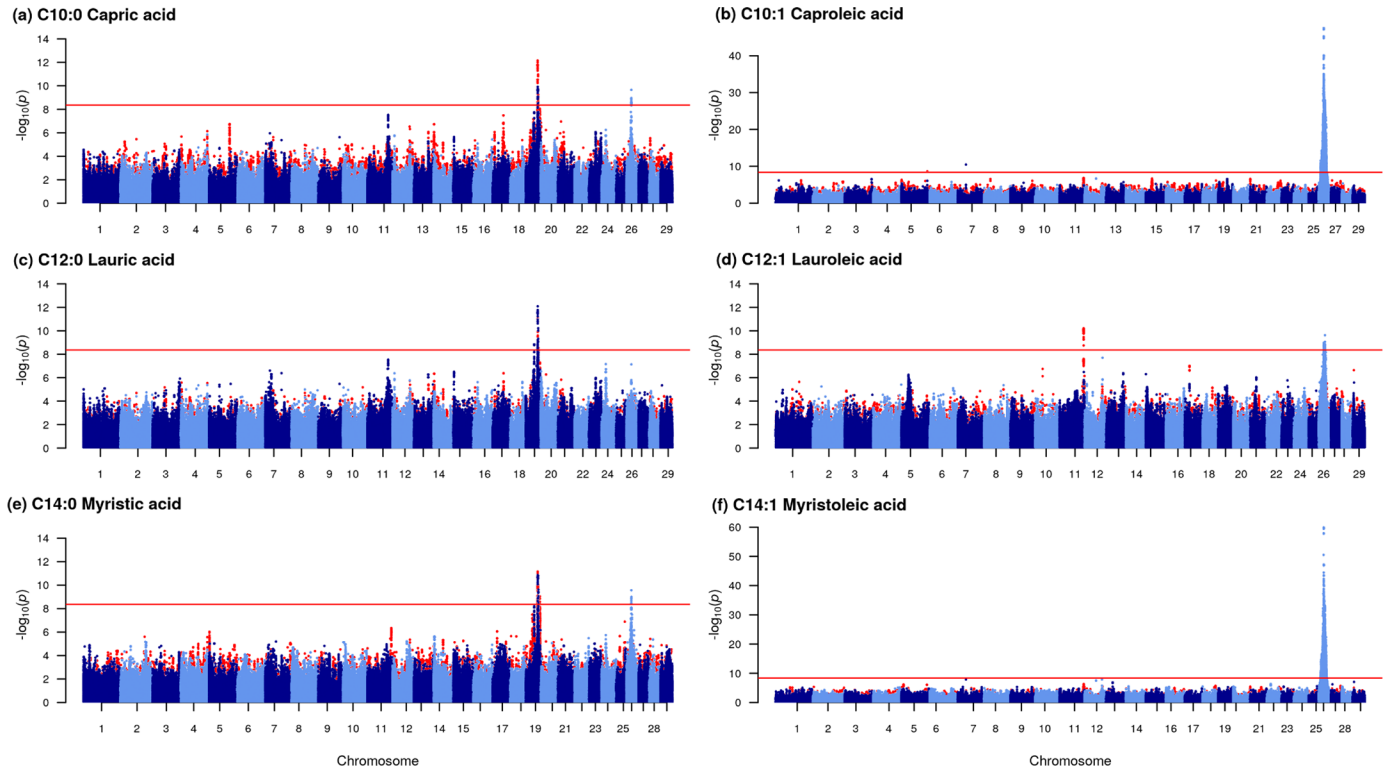 (a) C10:0 Capric acid
14
12
10
8
6
4
2
0
-log10(p)
1 2 3 4 5 6 7 8 9 10 11 12 13 14 15 16 17 18 20 22 24 26 29
(b) C10:1 Caproleic acid
40
30
20
10
0
-log10(p)
1 2 3 4 5 6 7 8 9 10 11 13 15 17 19 21 23 25 27 29
(c) C12:0 Lauric acid
14
12
10
8
6
4
2
0
-log10(p)
1 2 3 4 5 6 7 8 9 10 11 12 14 16 18 20 22 24 26 29
(d) C12:1 Lauroleic acid
14
12
10
8
6
4
2
0
-log10(p)
1 2 3 4 5 6 7 8 9 10 11 12 14 16 18 20 22 24 26 29
(e) C14:0 Myristic acid
14
12
10
8
6
4
2
0
-log10(p)
1 2 3 4 5 6 7 8 9 10 11 12 13 15 17 19 21 23 25 28
Chromosome
(f) C14:1 Myristoleic acid
60
50
40
30
20
10
0
-log10(p)
1 2 3 4 5 6 7 8 9 10 11 12 13 14 15 16 17 19 21 23 25 28
Chromosome